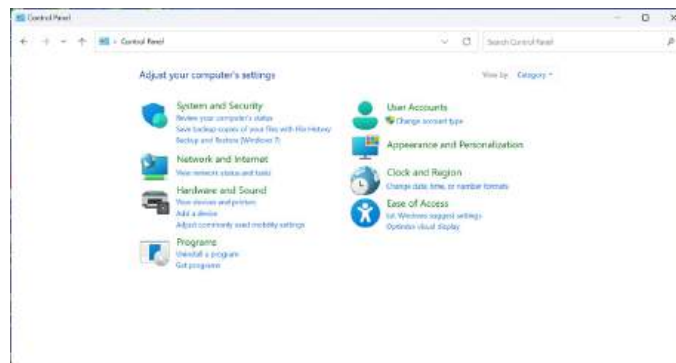 Control Panel
Control Panel
Search Control Panel
Adjust your computer's settings
View by: Category
System and Security
Review your computer's status
Save backup copies of your files with File History
Backup and Restore (Windows 7)
Network and Internet
View network status and tasks
Hardware and Sound
View devices and printers
Add a device
Adjust commonly used mobility settings
Programs
Uninstall a program
Get programs
User Accounts
Change account type
Appearance and Personalization
Clock and Region
Change date, time, or number formats
Ease of Access
Let Windows suggest settings
Optimize visual display